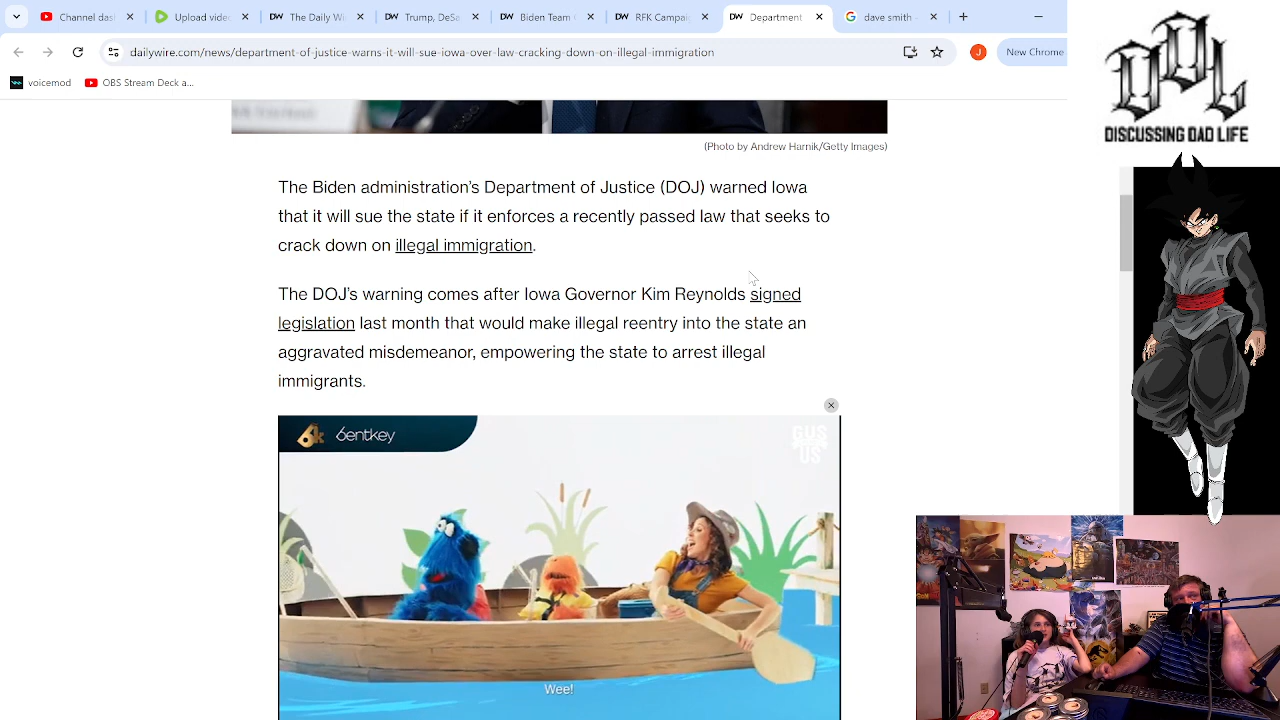 Channel das
Upload vide
The Daily Wi
Trump, DeSa
Biden Team
RFK Campai
Department
dave smith -
dailywire.com/news/department-of-justice-warns-it-will-sue-iowa-over-law-cracking-down-on-illegal-immigration
J
New Chrome
voicemod
OBS Stream Deck a...
DDL
DISCUSSING DAD LIFE
(Photo by Andrew Harnik/Getty Images)
The Biden administration's Department of Justice (DOJ) warned Iowa
that it will sue the state if it enforces a recently passed law that seeks to
crack down on illegal immigration.
The DOJ's warning comes after Iowa Governor Kim Reynolds signed
legislation last month that would make illegal reentry into the state an
aggravated misdemeanor, empowering the state to arrest illegal
immigrants.
bentkey
GUS
US
Wee!